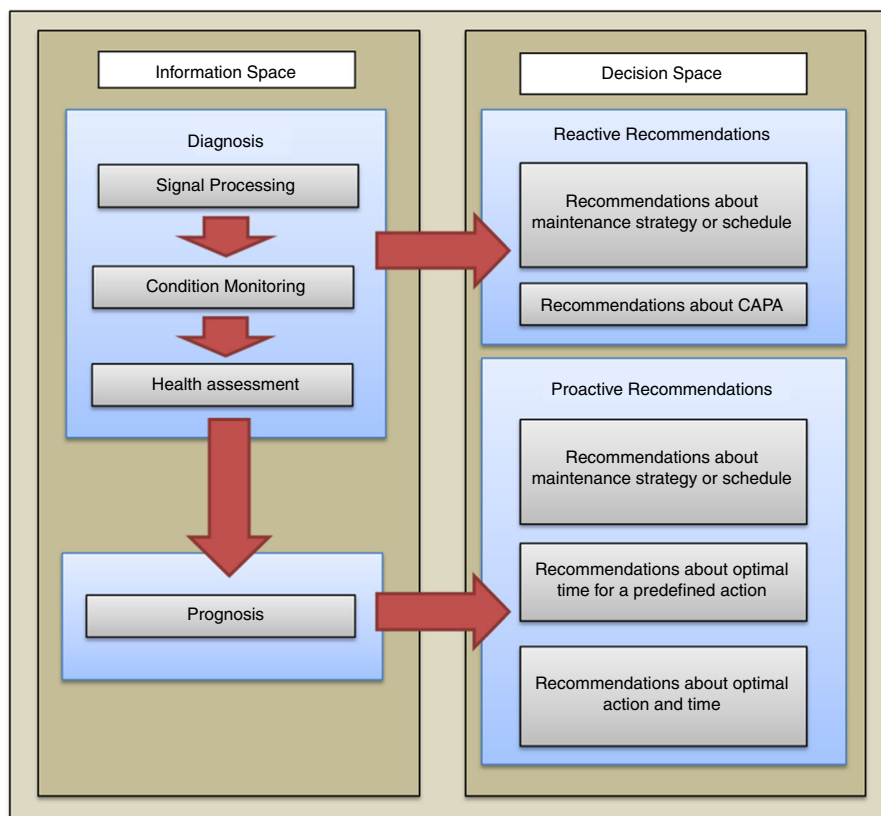 Information Space
Diagnosis
Signal Processing
Condition Monitoring
Health assessment
Prognosis
Decision Space
Reactive Recommendations
Recommendations about
maintenance strategy or schedule
Recommendations about CAPA
Proactive Recommendations
Recommendations about
maintenance strategy or schedule
Recommendations about optimal
time for a predefined action
Recommendations about optimal
action and time